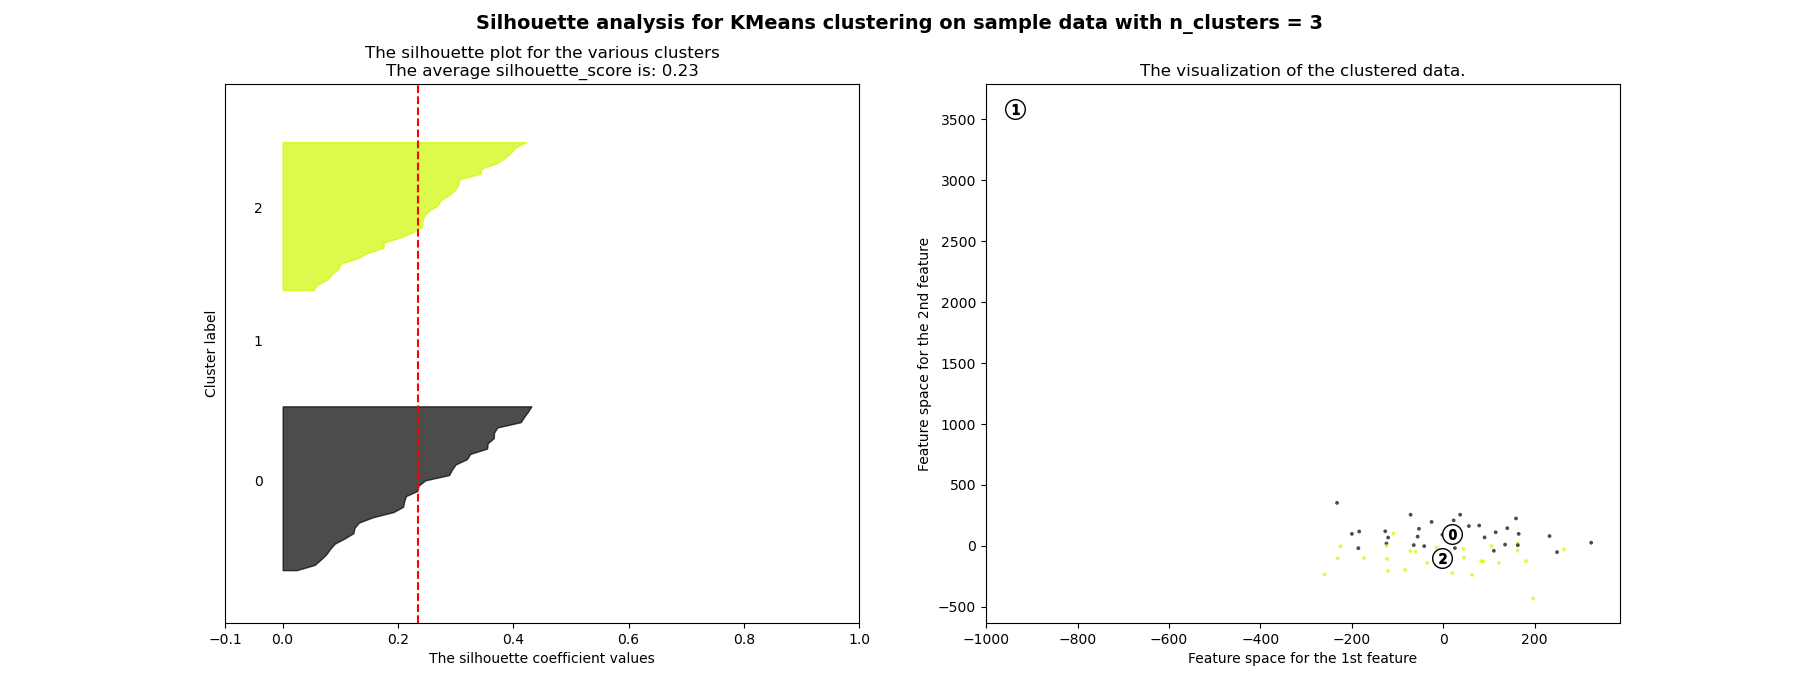 Silhouette analysis for KMeans clustering on sample data with n_clusters = 3
The silhouette plot for the various clusters
The average silhouette_score is: 0.23
2
1
0
Cluster label
−0.1 0.0 0.2 0.4 0.6 0.8 1.0
The silhouette coefficient values
The visualization of the clustered data.
1
0
2
3500
3000
2500
2000
1500
1000
500
0
−500
Feature space for the 2nd feature
−1000 −800 −600 −400 −200 0 200
Feature space for the 1st feature